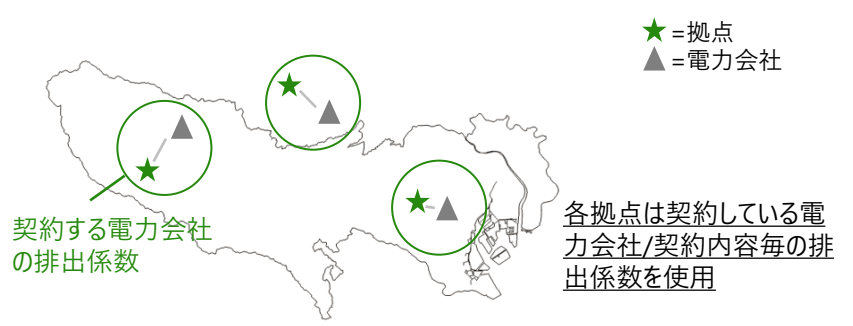 ★=拠点
▲=電力会社
契約する電力会社
の排出係数
各拠点は契約している電
力会社/契約内容毎の排
出係数を使用